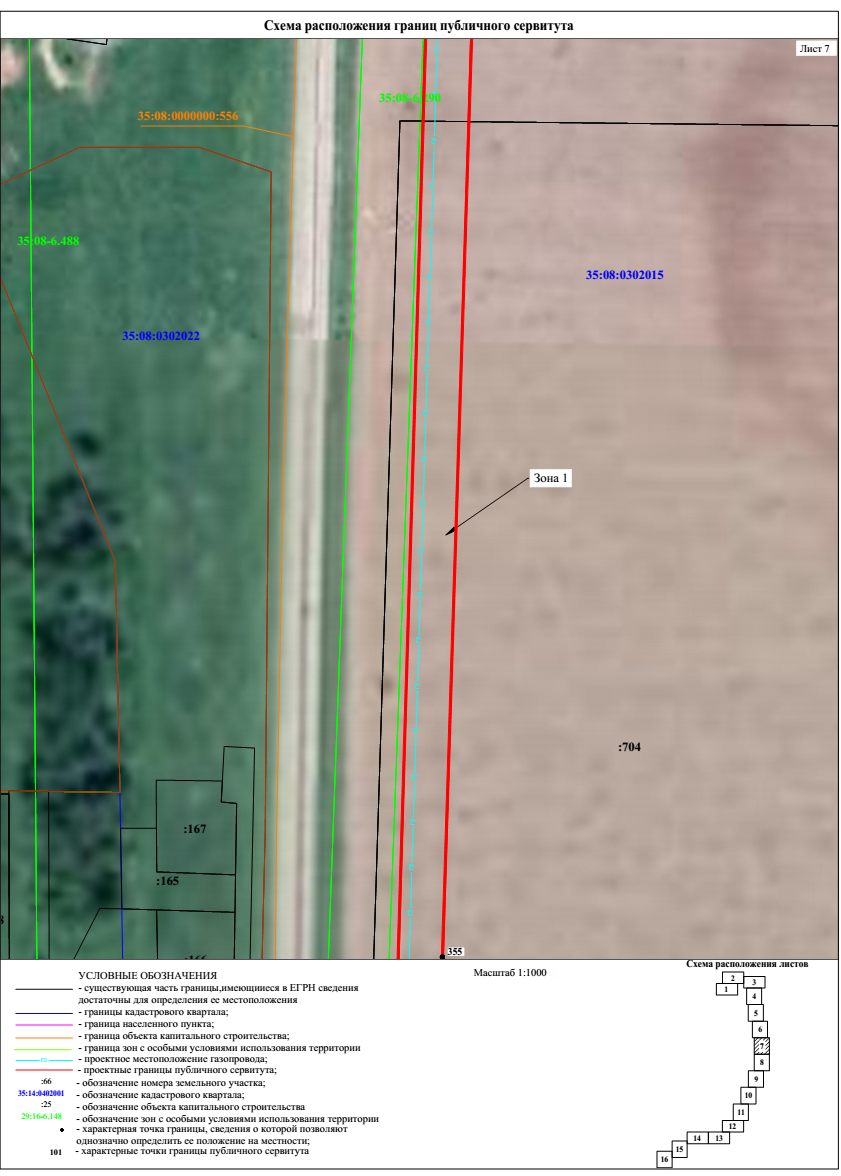 Схема расположения границ публичного сервитута
Лист 7
35:08-6.290
35:08:0000000:556
35:08-6.488
35:08:0302015
35:08:0302022
Зона 1
:704
:167
:165
355
УСЛОВНЫЕ ОБОЗНАЧЕНИЯ
- существующая часть границы,имеющиеся в ЕГРН сведения
достаточны для определения ее местоположения
- границы кадастрового квартала;
- граница населенного пункта;
- граница объекта капитального строительства;
- граница зон с особыми условиями использования территории
- проектное местоположение газопровода;
- проектные границы публичного сервитута;
:66 - обозначение номера земельного участка;
35:14:0402001 - обозначение кадастрового квартала;
:25 - обозначение объекта капитального строительства
29:16-6.148 - обозначение зон с особыми условиями использования территории
- характерная точка границы, сведения о которой позволяют
однозначно определить ее положение на местности;
101 - характерные точки границы публичного сервитута
Масштаб 1:1000
Схема расположения листов
2
3
1
4
5
6
7
8
9
10
11
12
14 13
15
16